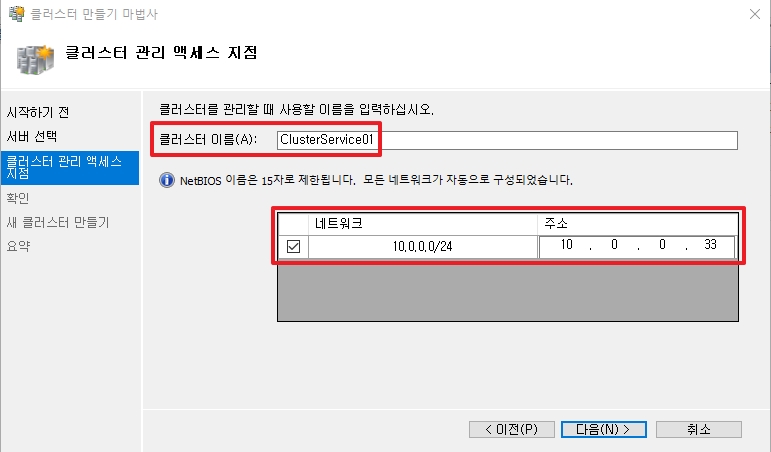 클러스터 만들기 마법사
클러스터 관리 액세스 지점
시작하기 전
서버 선택
클러스터 관리 액세스
지점
확인
새 클러스터 만들기
요약
클러스터를 관리할 때 사용할 이름을 입력하십시오.
클러스터 이름(A): ClusterService01
NetBIOS 이름은 15자로 제한됩니다. 모든 네트워크가 자동으로 구성되었습니다.
네트워크 주소
10.0.0.0/24 10 . 0 . 0 . 33
< 이전(P) 다음(N) > 취소